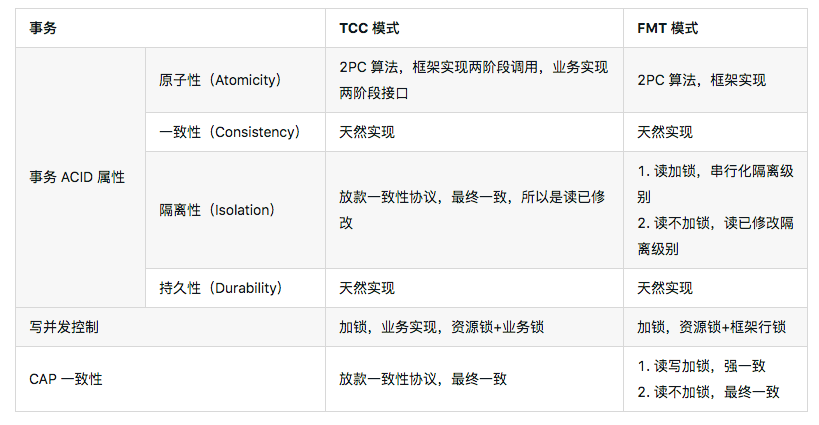 事务
TCC 模式
FMT 模式
事务 ACID 属性
原子性（Atomicity）
2PC 算法，框架实现两阶段调用，业务实现
两阶段接口
2PC 算法，框架实现
一致性（Consistency）
天然实现
天然实现
隔离性（Isolation）
放款一致性协议，最终一致，所以是读已修
改
1. 读加锁，串行化隔离级
别
2. 读不加锁，读已修改隔
离级别
持久性（Durability）
天然实现
天然实现
写并发控制
加锁，业务实现，资源锁+业务锁
加锁，资源锁+框架行锁
CAP 一致性
放款一致性协议，最终一致
1. 读写加锁，强一致
2. 读不加锁，最终一致